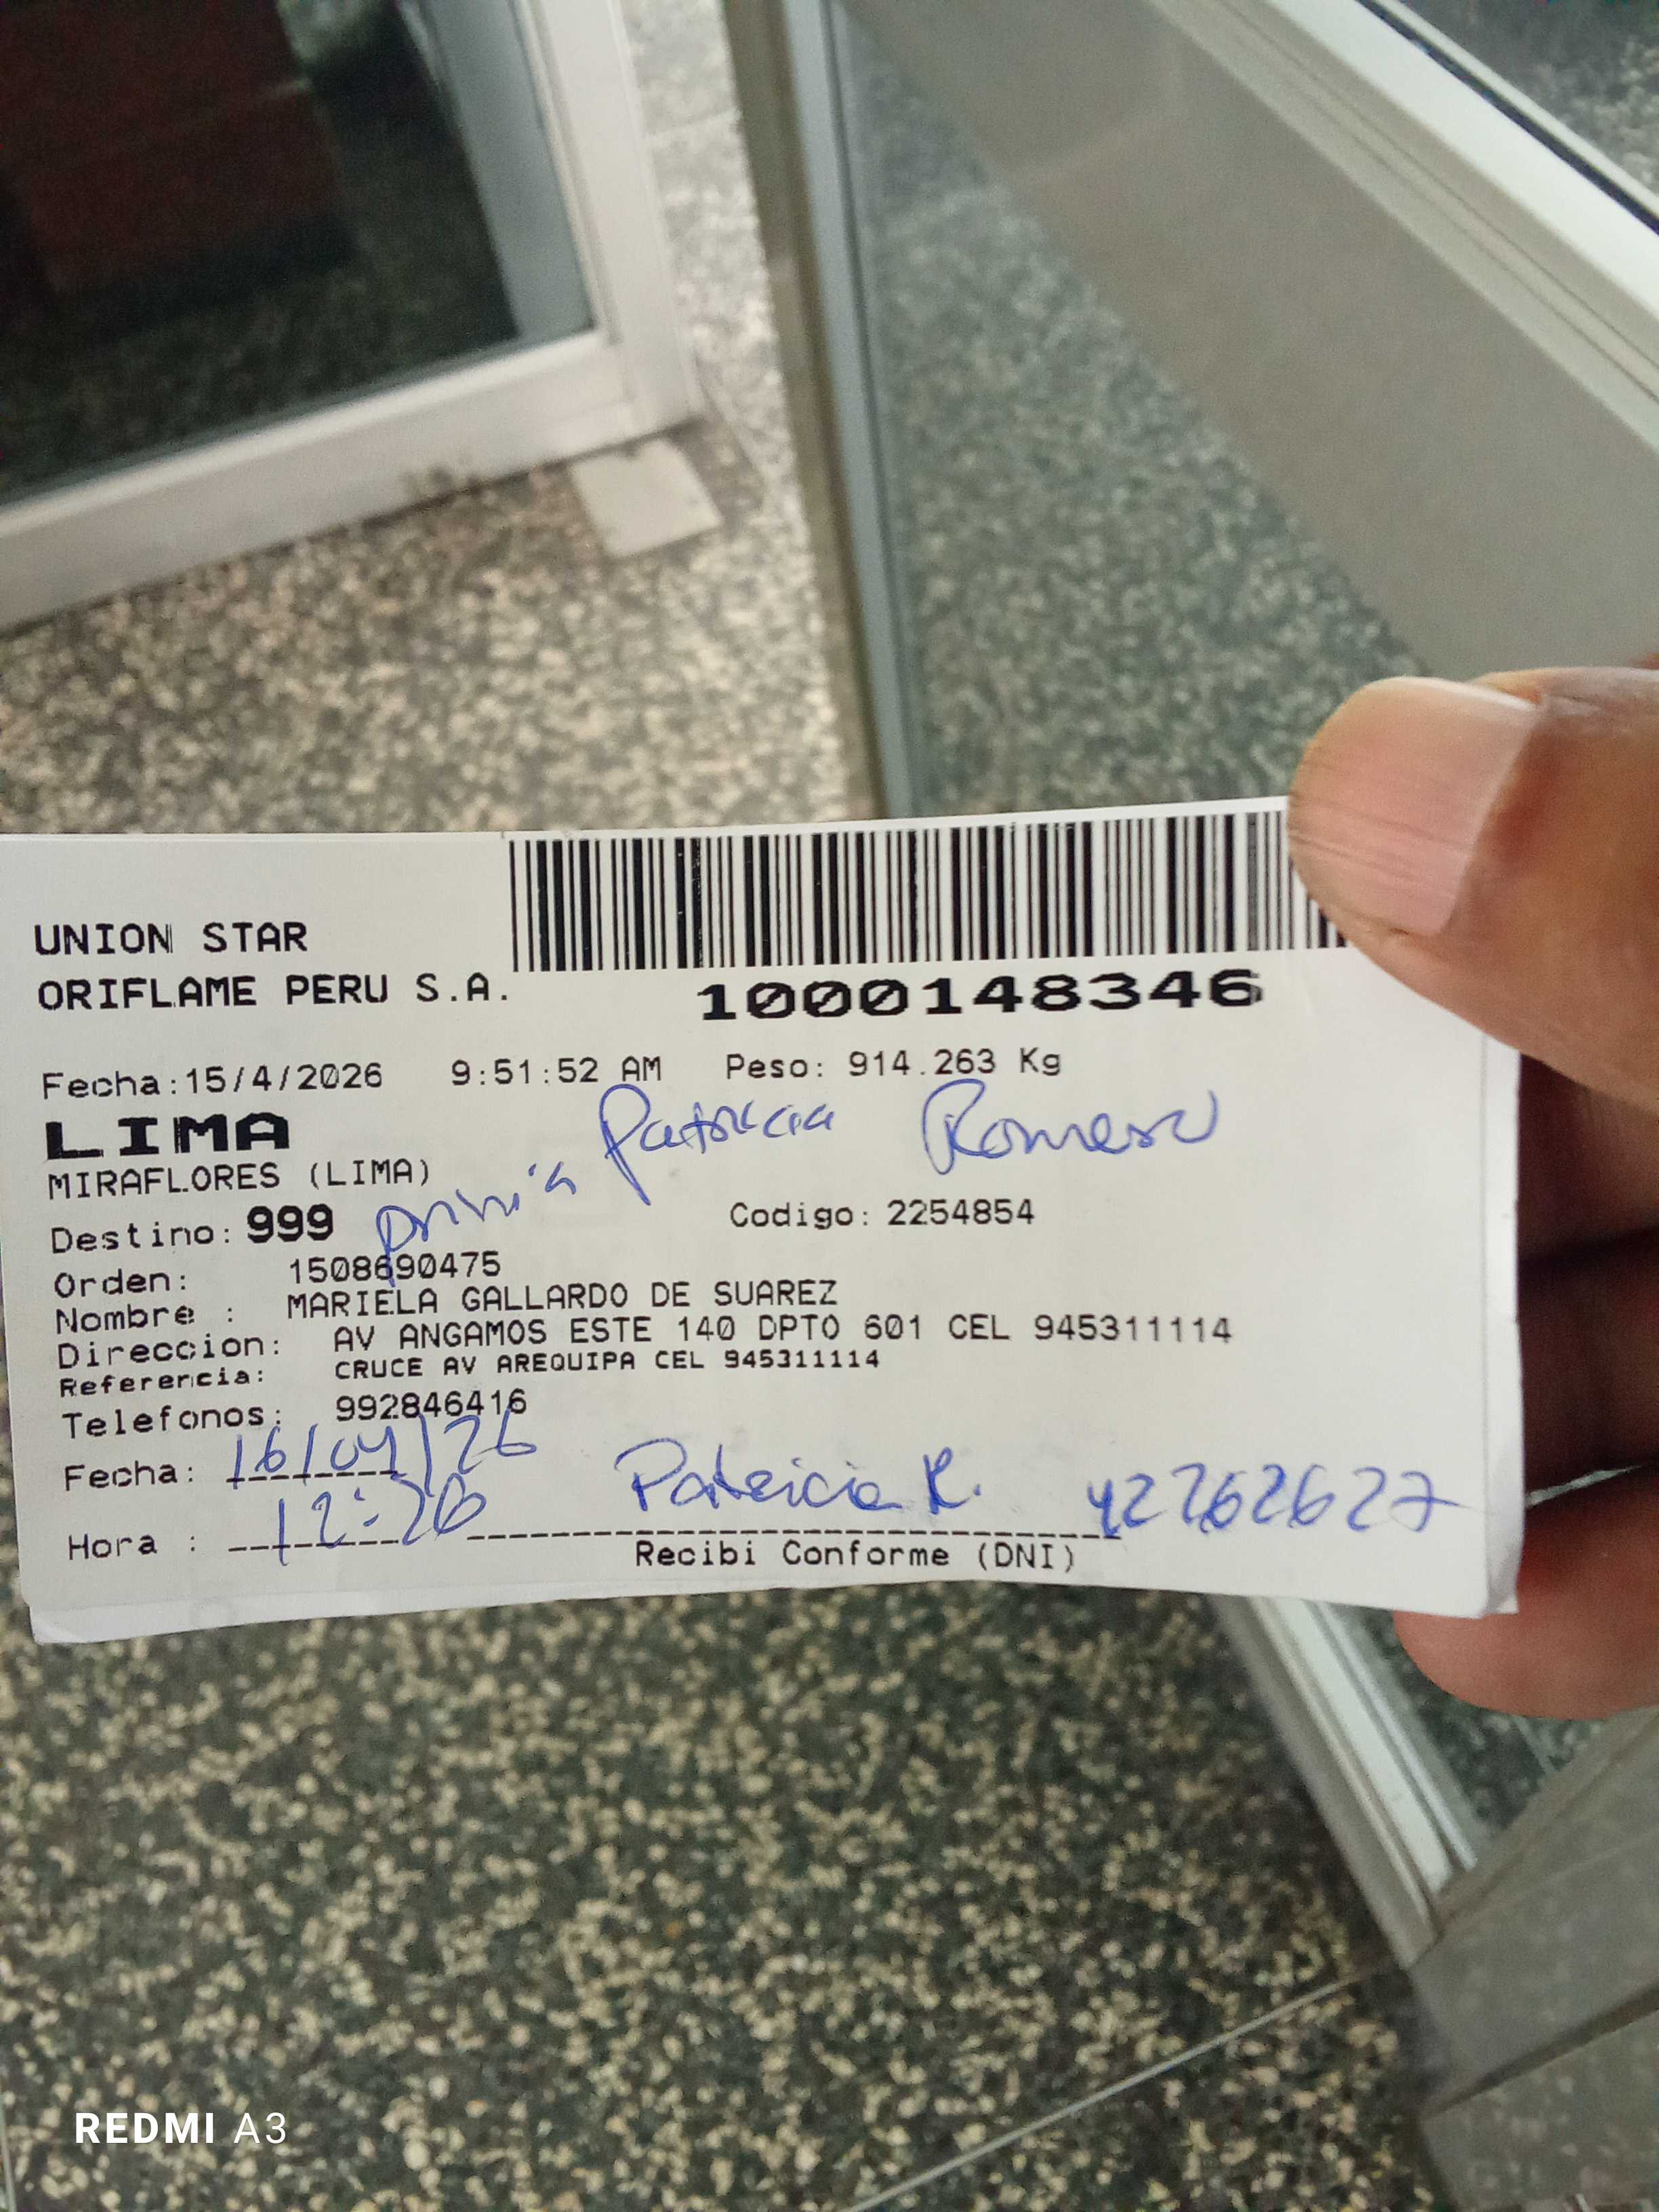 UNION STAR
ORIFLAME PERU S.A.
1000148346
Fecha:15/4/2026 9:51:52 AM Peso: 914.263 Kg
LIMA
Patricia Romero
MIRAFLORES (LIMA)
prima
Destino: 999 Codigo: 2254854
Orden: 1508690475
Nombre : MARIELA GALLARDO DE SUAREZ
Direccion: AV ANGAMOS ESTE 140 DPTO 601 CEL 945311114
Referencia: CRUCE AV AREQUIPA CEL 945311114
Telefonos: 992846416
Fecha: 16/04/26
Patricia R. 42262627
Hora : 12:20
Recibi Conforme (DNI)
REDMI A3